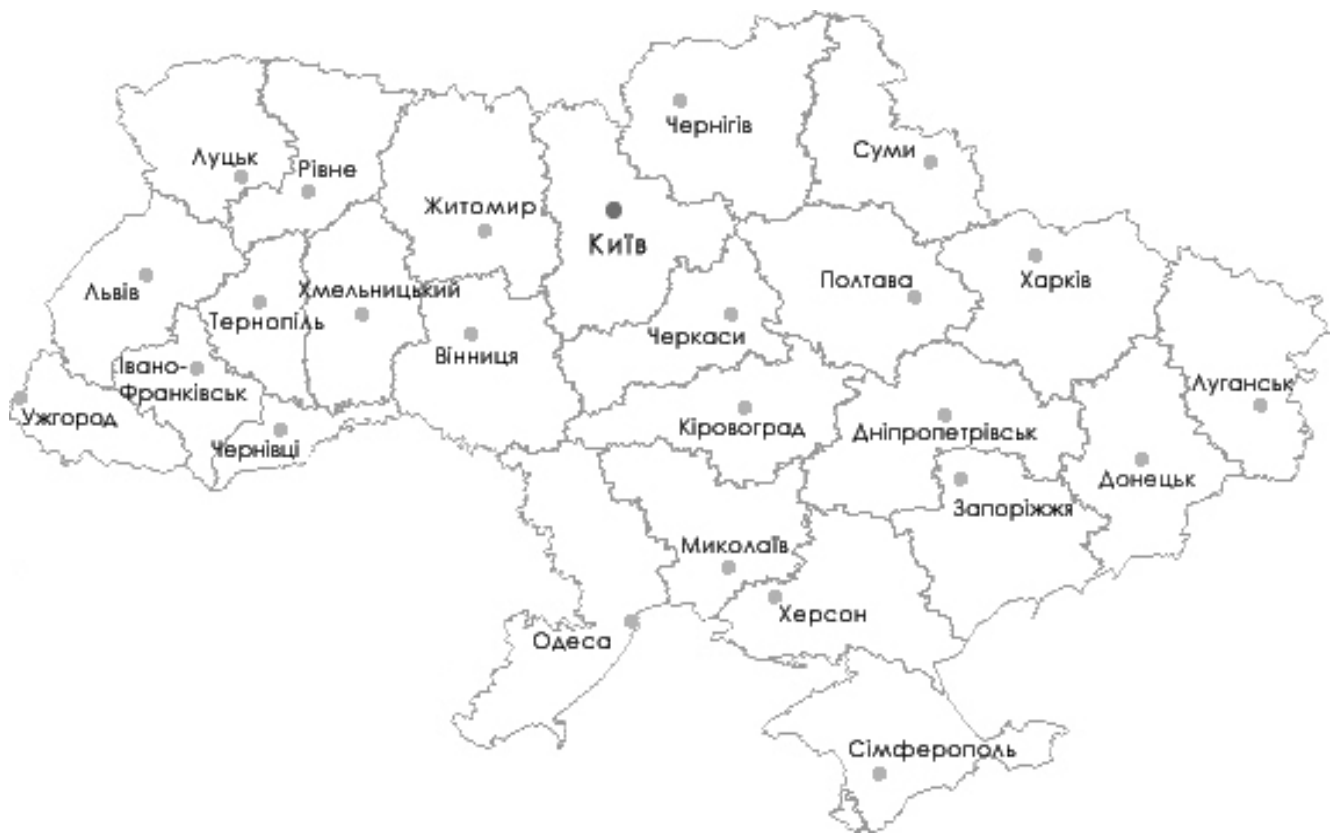 Чернігів
Суми
Луцьк
Рівне
Житомир
Київ
Львів
Тернопіль
Хмельницький
Вінниця
Черкаси
Полтава
Харків
Івано-
Франківськ
Ужгород
Чернівці
Кіровоград
Дніпропетрівськ
Луганськ
Донецьк
Запоріжжя
Миколаїв
Херсон
Одеса
Сімферополь